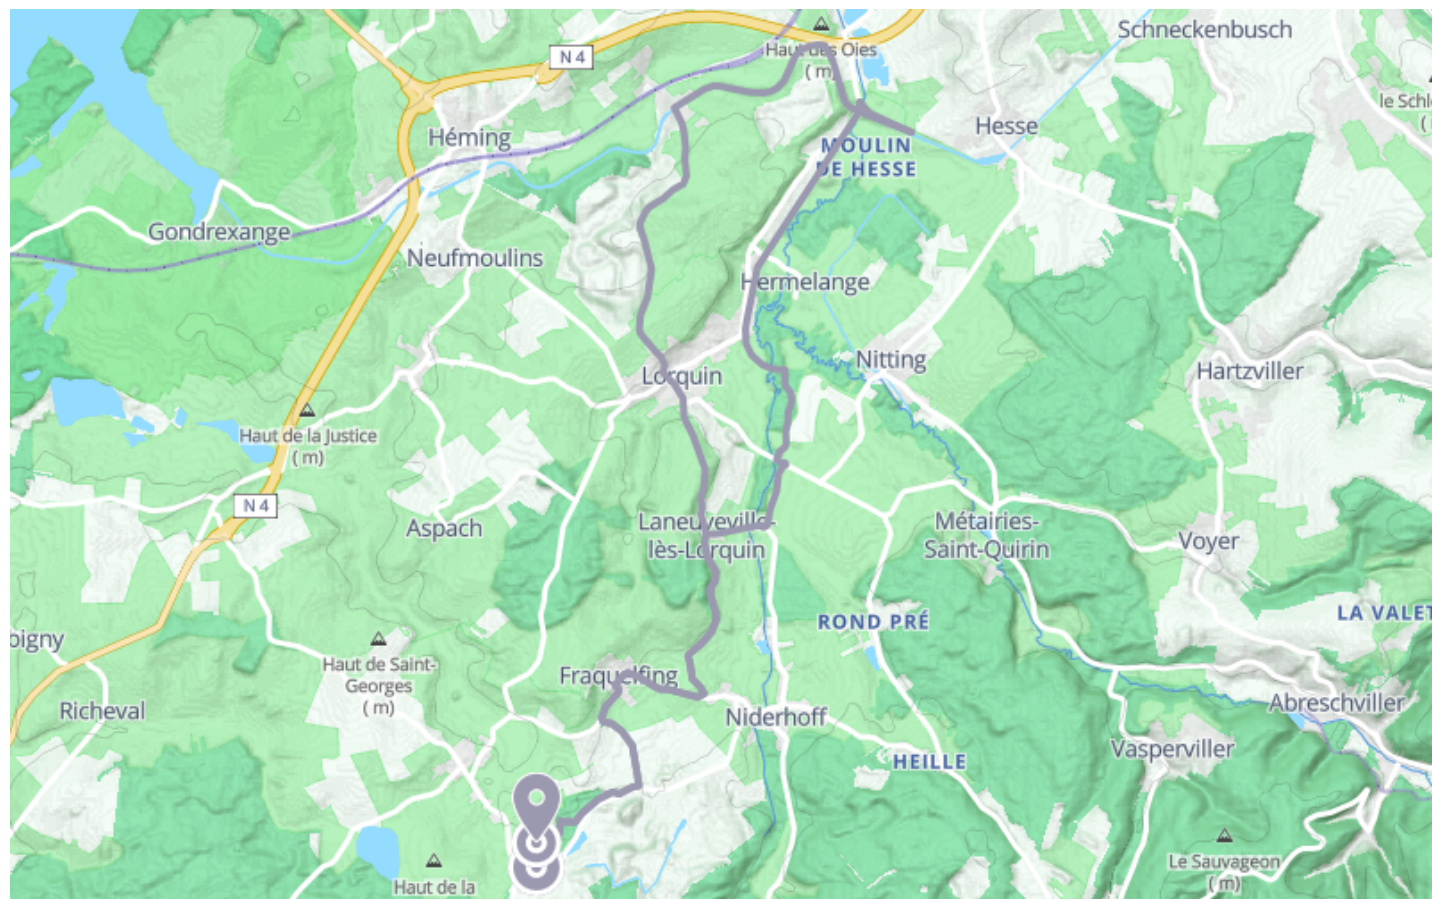 Schneckenbusch
N 4
Haut des Oies
( m)
le Schl
(
Héming
Hesse
MOULIN
DE HESSE
Gondrexange
Neufmoulins
Hermelange
Nitting
Lorquin
Hartzviller
Haut de la Justice
( m)
N 4
Aspach
Laneuveville-
lès-Lorquin
Métairies-
Saint-Quirin
Voyer
ROND PRÉ
LA VALET
bigny
Haut de Saint-
Georges
( m)
Fraquelfing
Richeval
Niderhoff
Abreschviller
Vasperviller
HEILLE
Le Sauvageon
( m)
Haut de la